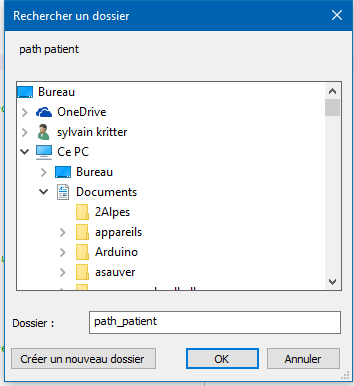 Rechercher un dossier
path patient
Bureau
OneDrive
sylvain kritter
Ce PC
Bureau
Documents
2Alpes
appareils
Arduino
asauver
Dossier : path_patient
Créer un nouveau dossier OK Annuler